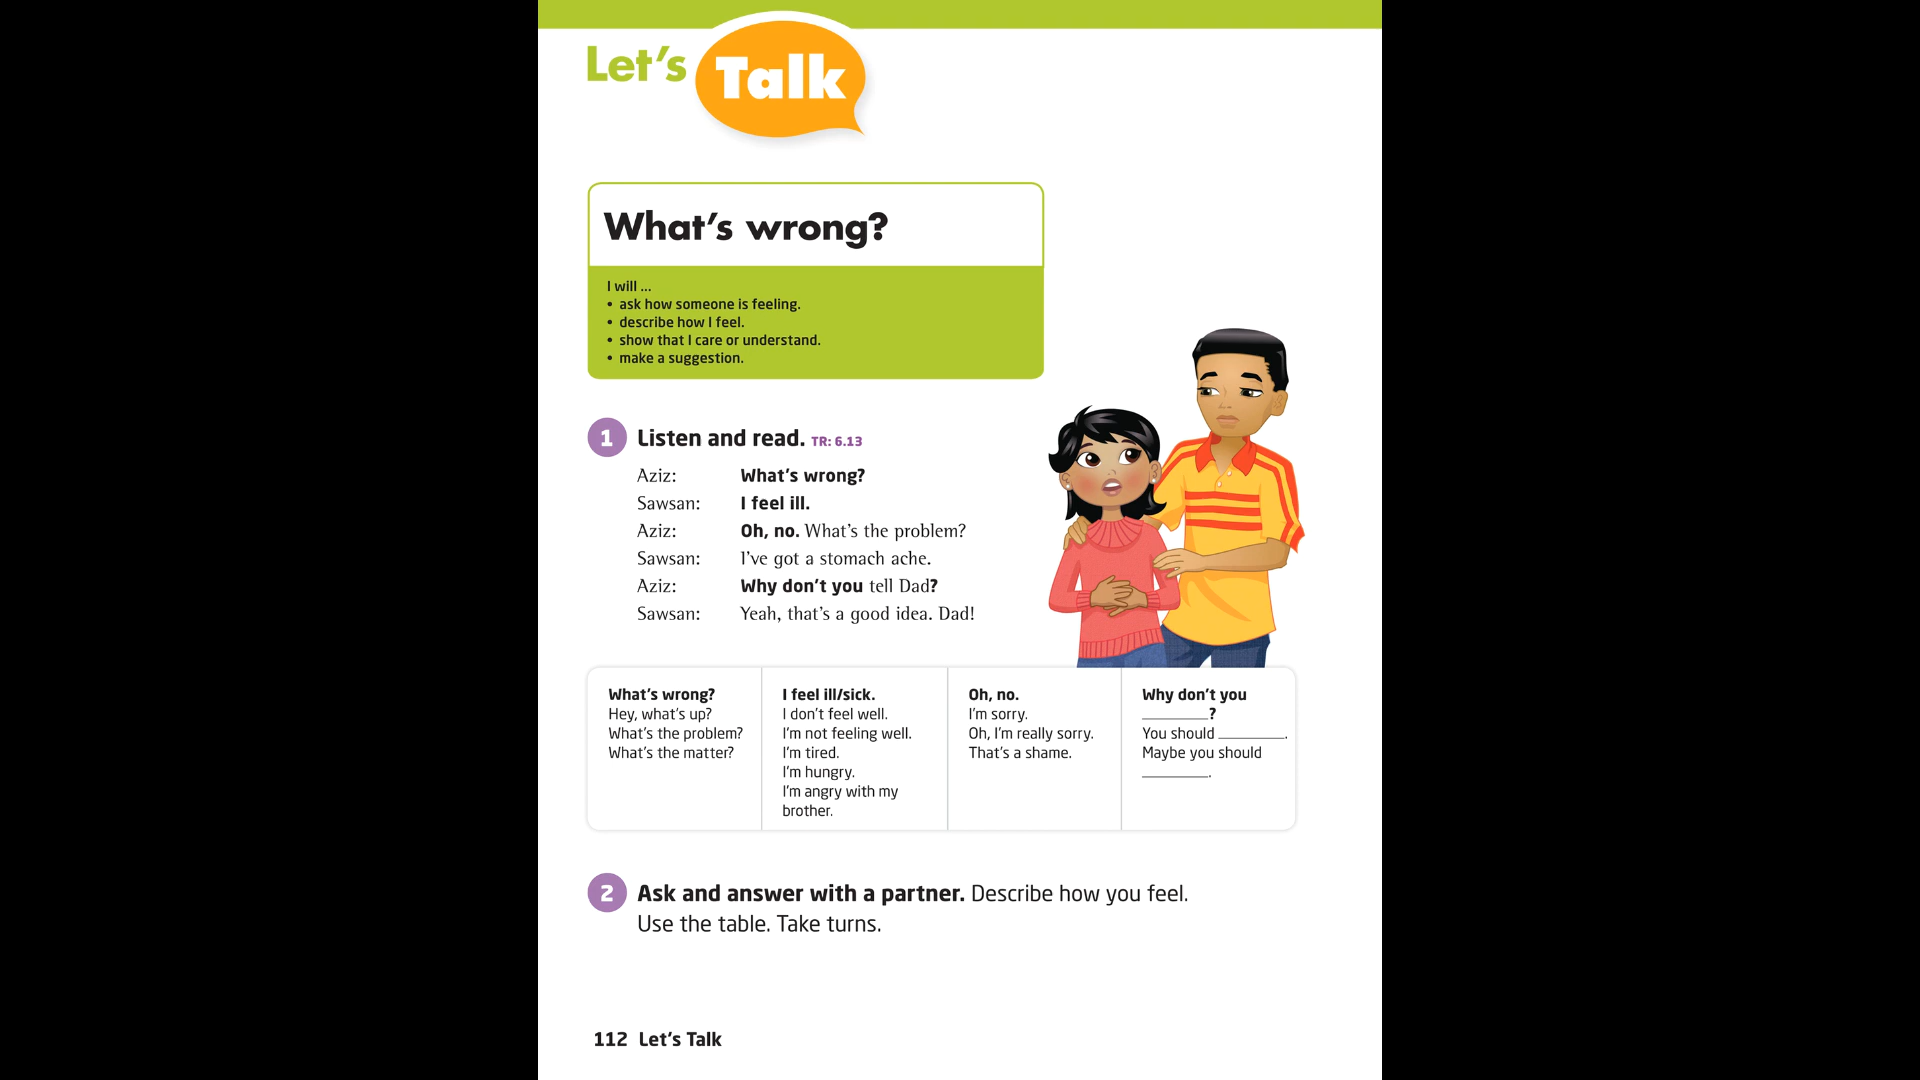 Let's Talk
What's wrong?
I will ...
• ask how someone is feeling.
• describe how I feel.
• show that I care or understand.
• make a suggestion.
1 Listen and read. TR: 6.13
Aziz: What's wrong?
Sawsan: I feel ill.
Aziz: Oh, no. What's the problem?
Sawsan: I've got a stomach ache.
Aziz: Why don't you tell Dad?
Sawsan: Yeah, that's a good idea. Dad!
What's wrong?
Hey, what's up?
What's the problem?
What's the matter?
I feel ill/sick.
I don't feel well.
I'm not feeling well.
I'm tired.
I'm hungry.
I'm angry with my
brother.
Oh, no.
I'm sorry.
Oh, I'm really sorry.
That's a shame.
Why don't you
________?
You should ________.
Maybe you should
________.
2 Ask and answer with a partner. Describe how you feel.
Use the table. Take turns.
112 Let's Talk